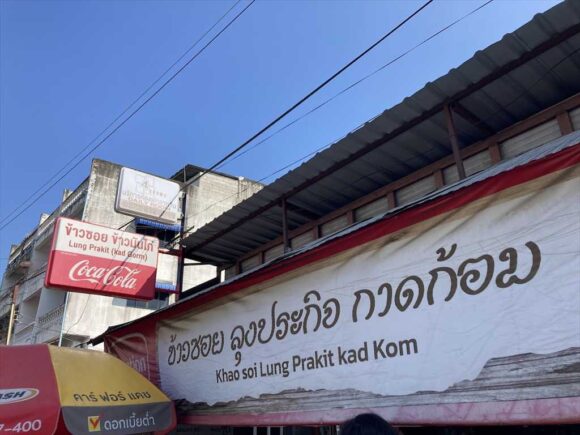 ข้าวซอย ข้าวมันไก่
Lung Prakit (kad Gorm)
Coca-Cola
ข้าวซอย ลุงประกิจ กาดก้อม
Khao soi Lung Prakit kad Kom
คาร์ ฟอร์ แคช
ดอกเบี้ยต่ำ
7-400